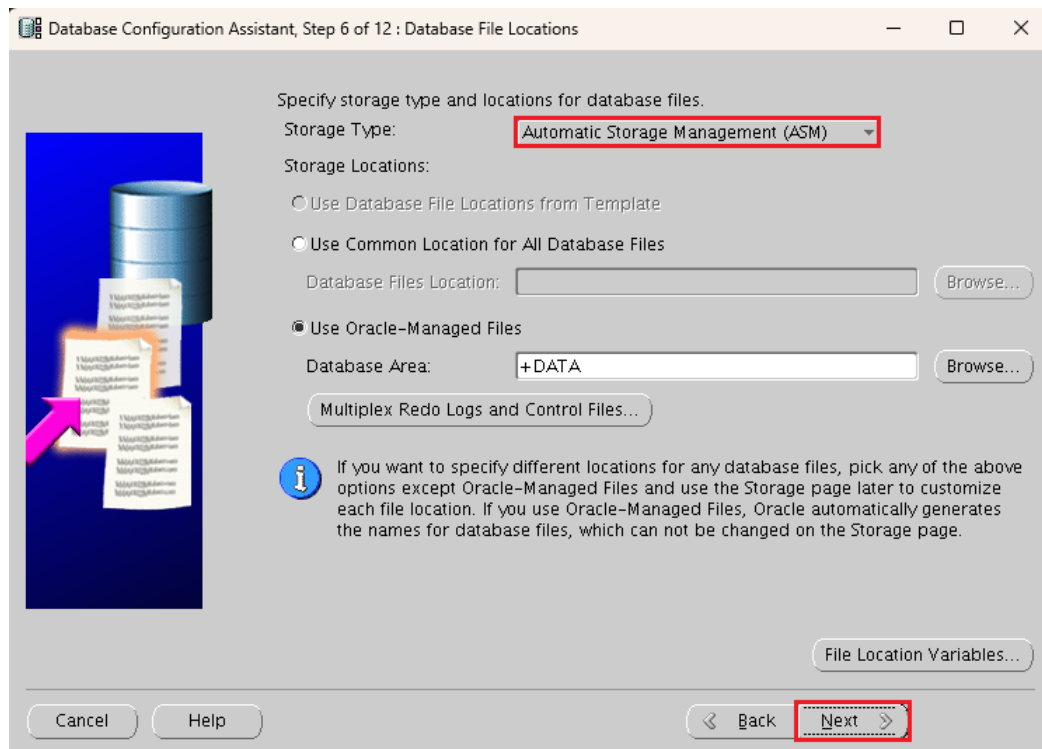 Database Configuration Assistant, Step 6 of 12 : Database File Locations
Specify storage type and locations for database files.
Storage Type:
Automatic Storage Management (ASM)
Storage Locations:
Use Database File Locations from Template
Use Common Location for All Database Files
Database Files Location:
Browse...
Use Oracle-Managed Files
Database Area:
+DATA
Browse...
Multiplex Redo Logs and Control Files...
If you want to specify different locations for any database files, pick any of the above
options except Oracle-Managed Files and use the Storage page later to customize
each file location. If you use Oracle-Managed Files, Oracle automatically generates
the names for database files, which can not be changed on the Storage page.
File Location Variables...
Cancel
Help
Back
Next